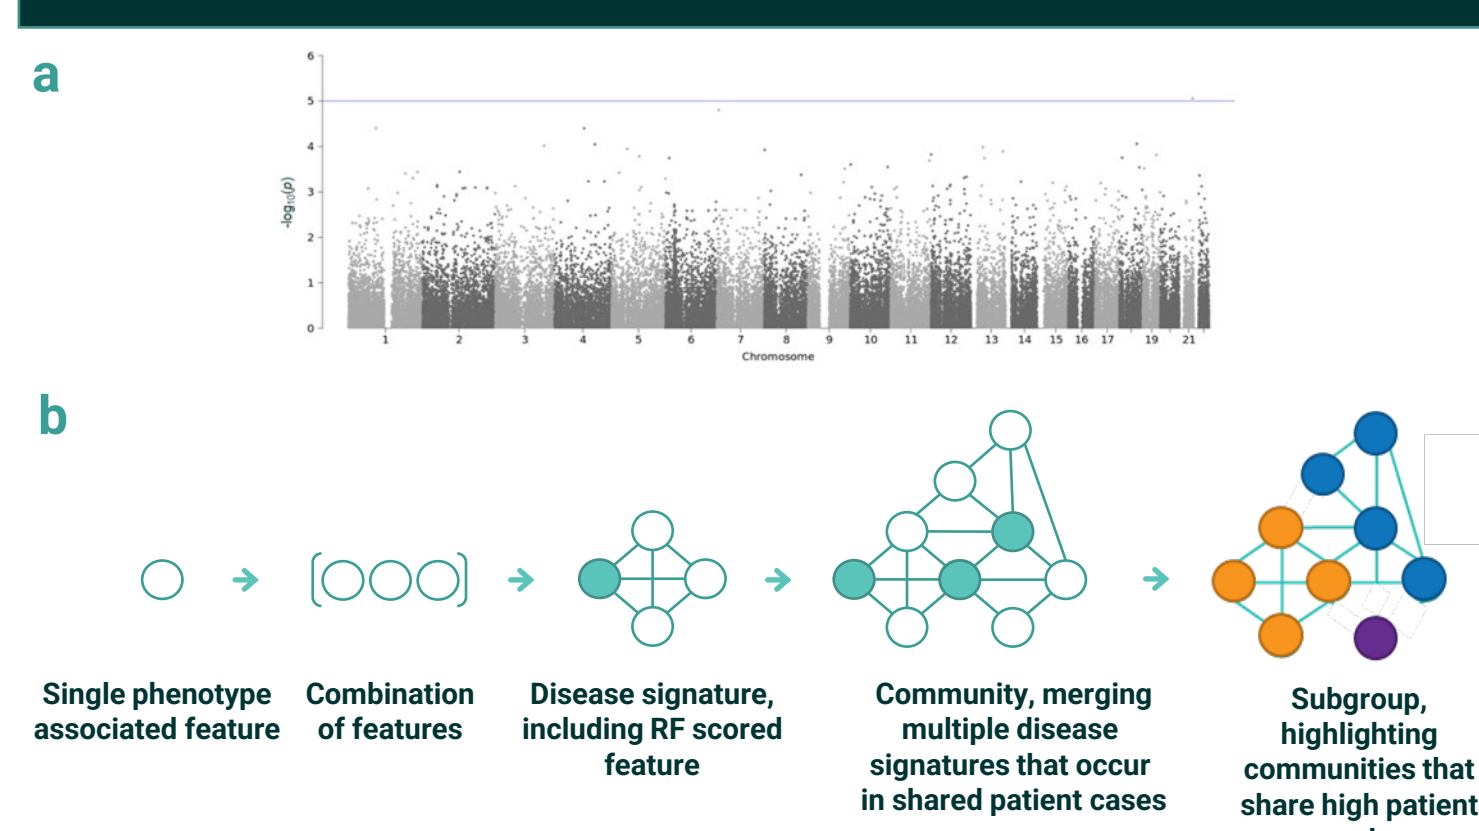 a
6
5
4
3
2
1
0
-log10(p)
1 2 3 4 5 6 7 8 9 10 11 12 13 14 15 16 17 19 21
Chromosome
b
Single phenotype
associated feature
Combination
of features
Disease signature,
including RF scored
feature
Community, merging
multiple disease
signatures that occur
in shared patient cases
Subgroup,
highlighting
communities that
share high patient